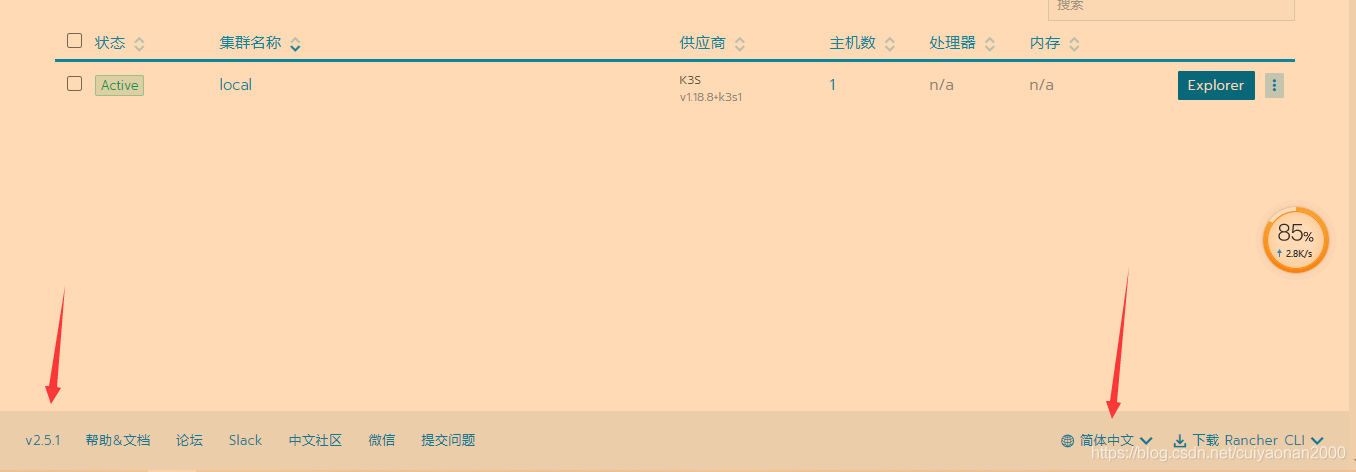 搜索
状态 集群名称 供应商 主机数 处理器 内存
Active local K3S 1 n/a n/a Explorer
v1.18.8+k3s1
85%
↑ 2.8K/s
v2.5.1 帮助&文档 论坛 Slack 中文社区 微信 提交问题 简体中文 下载 Rancher CLI
https://blog.csdn.net/cuiyaonan2000